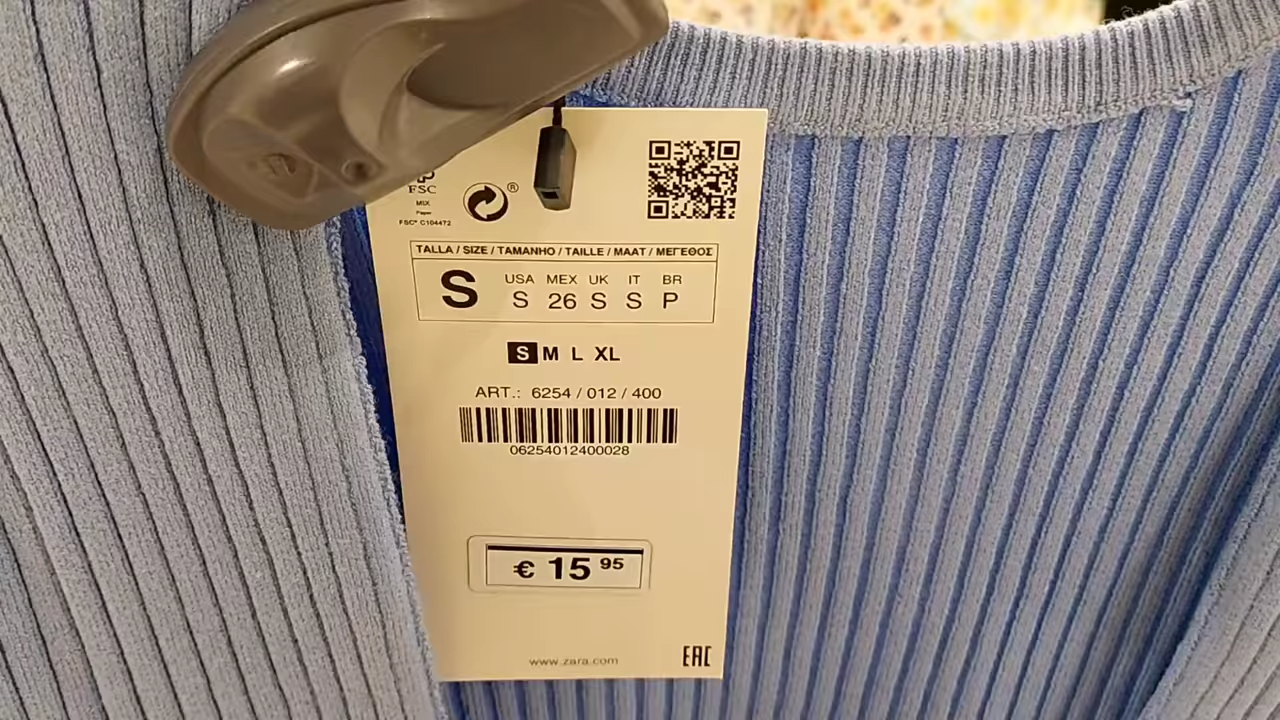 FSC
MIX
Paper
FSC® C104472
®
TALLA / SIZE / TAMANHO / TAILLE / MAAT / ΜΕΓΕΘΟΣ
S
USA MEX UK IT BR
S 26 S S P
S M L XL
ART.: 6254 / 012 / 400
06254012400028
€ 15 95
www.zara.com
EAC